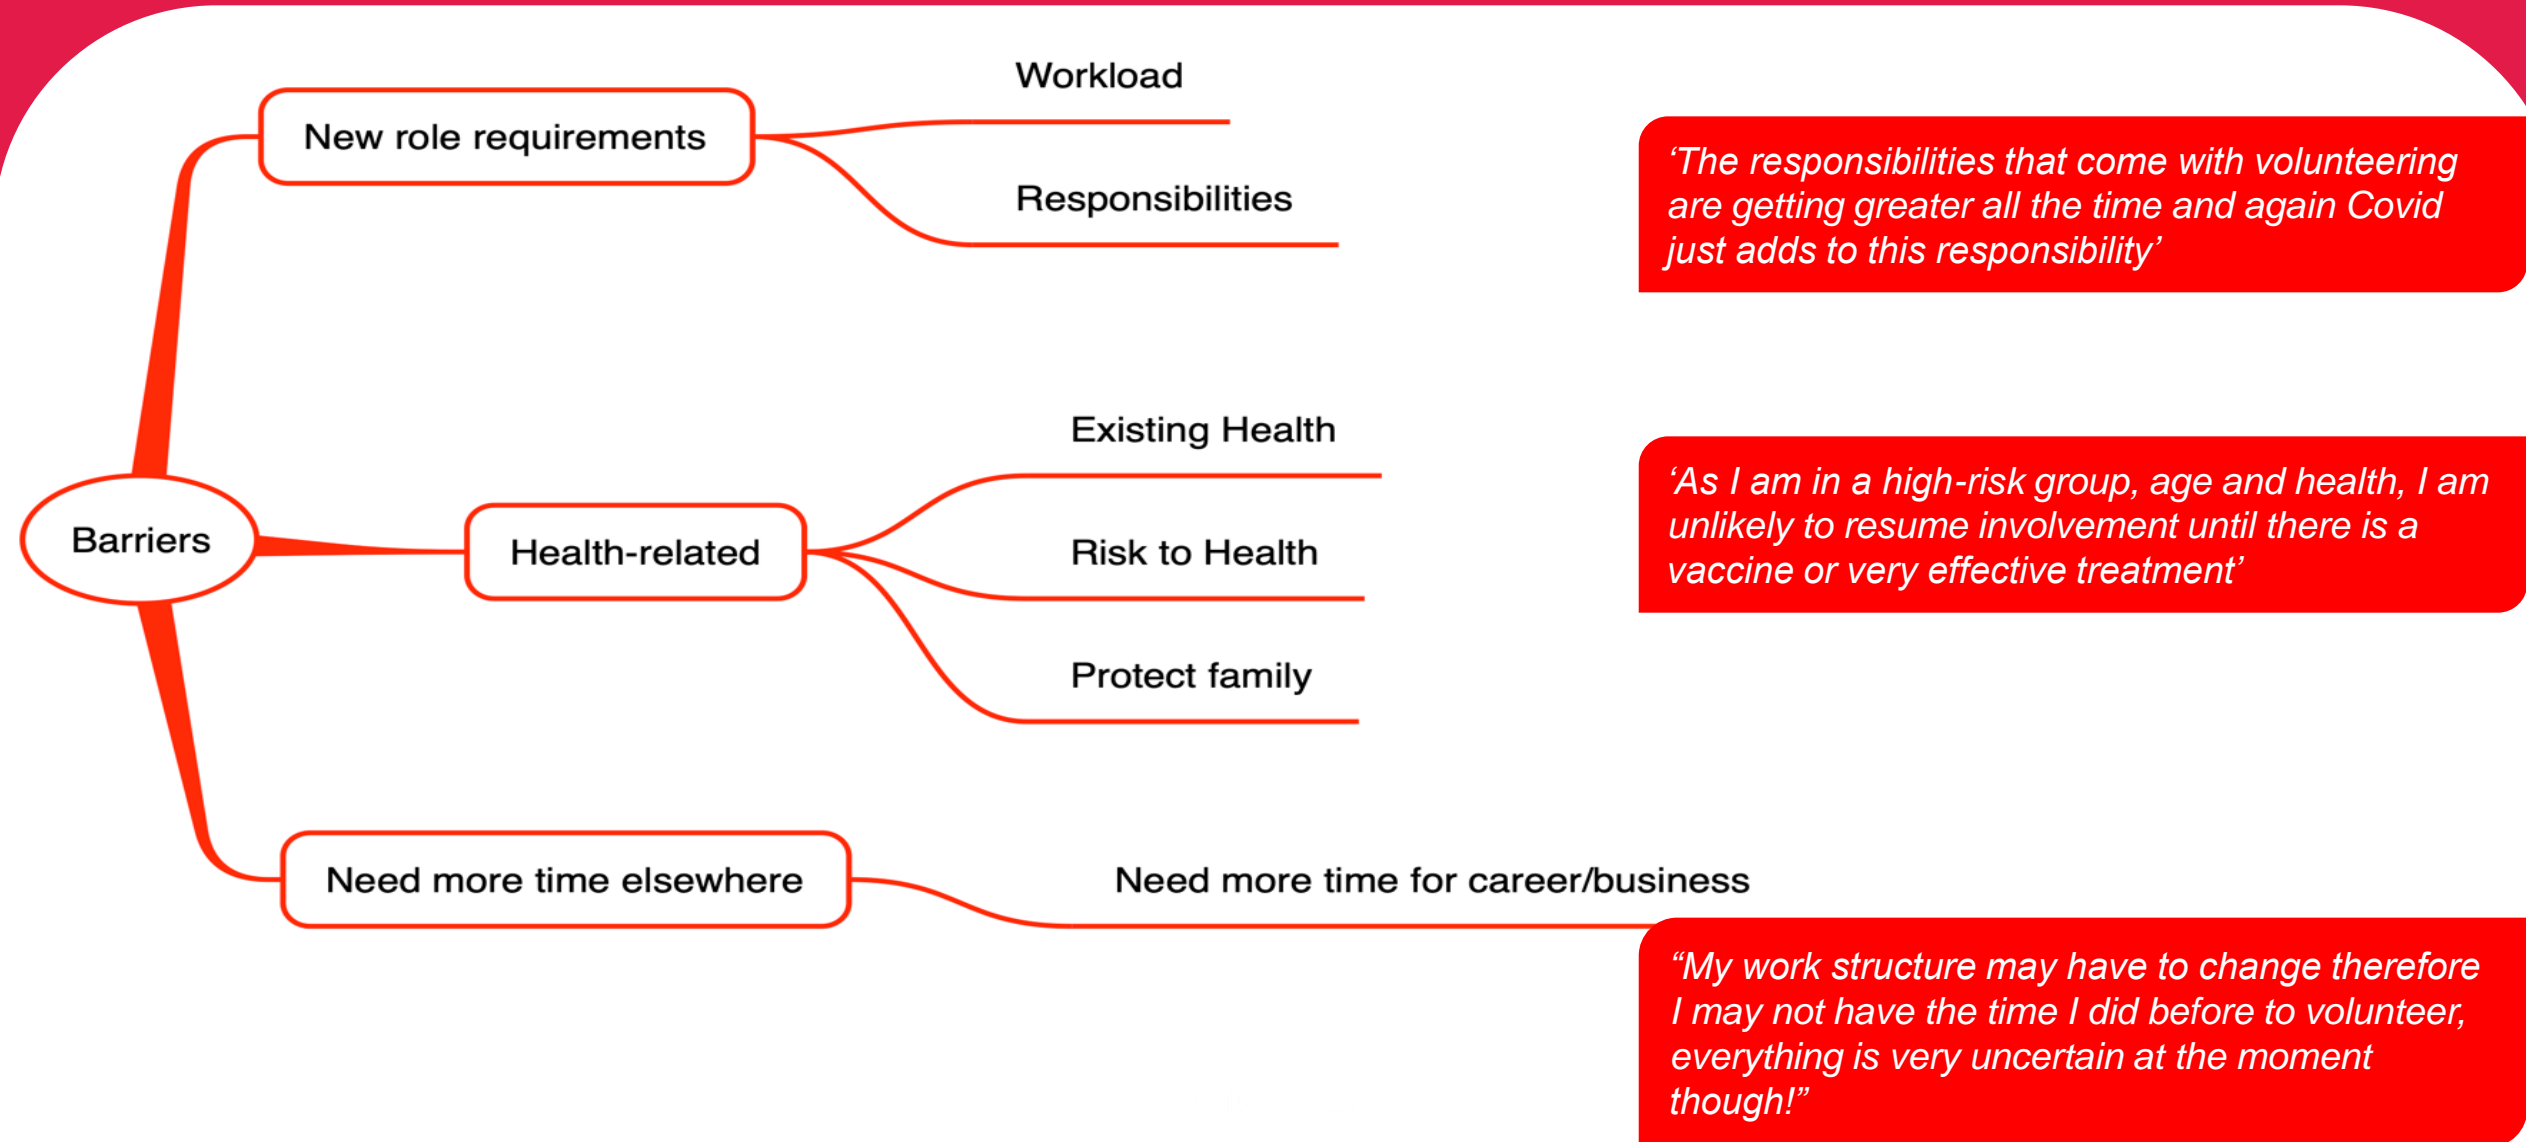 Workload
New role requirements
Responsibilities
‘The responsibilities that come with volunteering
are getting greater all the time and again Covid
just adds to this responsibility’
Existing Health
Barriers
Health-related
Risk to Health
Protect family
‘As I am in a high-risk group, age and health, I am
unlikely to resume involvement until there is a
vaccine or very effective treatment’
Need more time elsewhere
Need more time for career/business
“My work structure may have to change therefore
I may not have the time I did before to volunteer,
everything is very uncertain at the moment
though!”